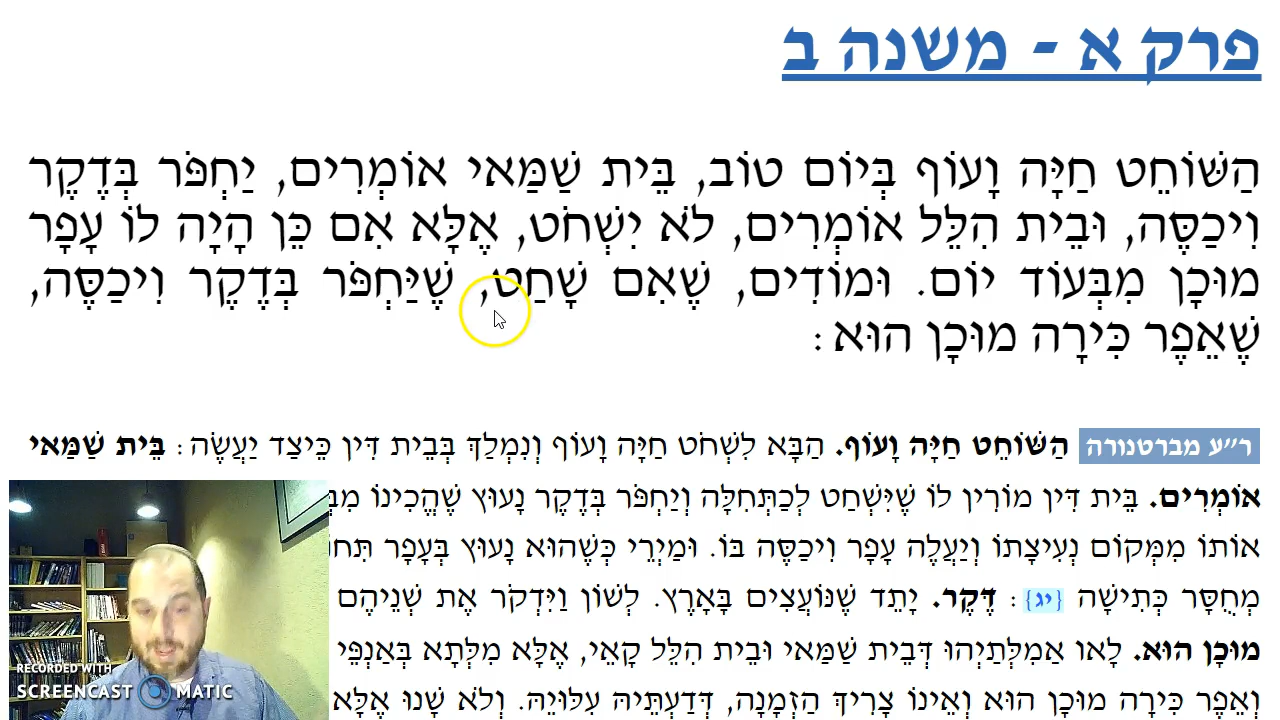 פרק א - משנה ב
הַשּׁוֹחֵט חַיָּה וָעוֹף בְּיוֹם טוֹב, בֵּית שַׁמַּאי אוֹמְרִים, יַחְפֹּר בְּדֶקֶר
וִיכַסֶּה, וּבֵית הִלֵּל אוֹמְרִים, לֹא יִשְׁחֹט, אֶלָּא אִם כֵּן הָיָה לוֹ עָפָר
מוּכָן מִבְּעוֹד יוֹם. וּמוֹדִים, שֶׁאִם שָׁחַט, שֶׁיַּחְפֹּר בְּדֶקֶר וִיכַסֶּה,
שֶׁאֵפֶר כִּירָה מוּכָן הוּא:
ר״ע מברטנורה הַשּׁוֹחֵט חַיָּה וָעוֹף. הַבָּא לִשְׁחֹט חַיָּה וָעוֹף וְנִמְלַךְ בְּבֵית דִּין כֵּיצַד יַעֲשֶׂה: בֵּית שַׁמַּאי
אוֹמְרִים. בֵּית דִּין מוֹרִין לוֹ שֶׁיִּשְׁחַט לְכַתְּחִלָּה וְיַחְפֹּר בְּדֶקֶר נָעוּץ שֶׁהֱכִינוֹ
אוֹתוֹ מִמְּקוֹם נְעִיצָתוֹ וְיַעֲלֶה עָפָר וִיכַסֶּה בּוֹ. וּמַיְרֵי כְּשֶׁהוּא נָעוּץ בְּעָפָר
מְחֻסָּר כְּתִישָׁה {יג}: דֶּקֶר. יָתֵד שֶׁנּוֹעֲצִים בָּאָרֶץ. לְשׁוֹן וַיִּדְקֹר אֶת שְׁנֵיהֶם
מוּכָן הוּא. לָאו אַמִּלְּתַיְהוּ דְּבֵית שַׁמַּאי וּבֵית הִלֵּל קָאֵי, אֶלָּא מִלְּתָא בְּאַנְפֵּי
וְאֵפֶר כִּירָה מוּכָן הוּא וְאֵינוֹ צָרִיךְ הַזְמָנָה, דְּדַעְתֵּיהּ עִלּוּיֵהּ. וְלֹא שָׁנוּ אֶלָּא
RECORDED WITH
SCREENCAST MATIC